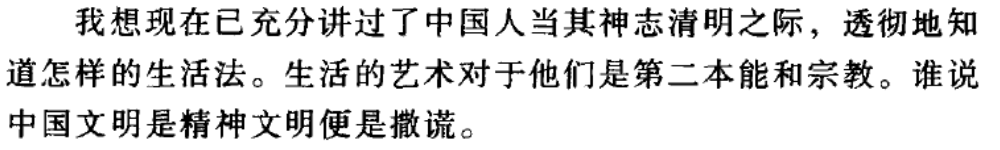 我想现在已充分讲过了中国人当其神志清明之际，透彻地知
道怎样的生活法。生活的艺术对于他们是第二本能和宗教。谁说
中国文明是精神文明便是撒谎。